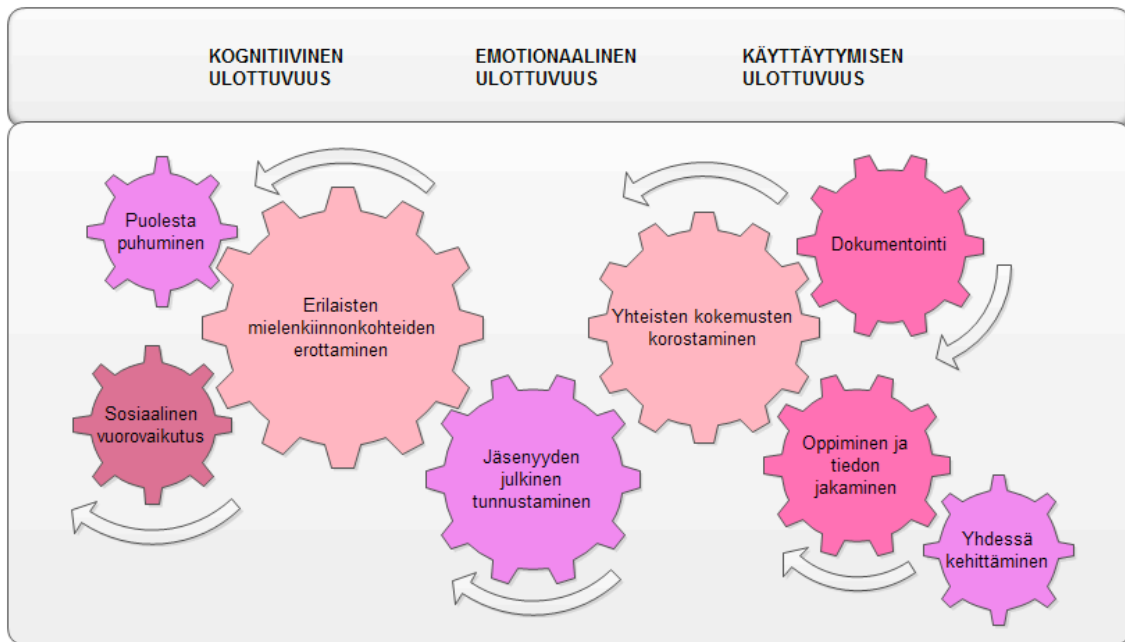 KOGNITIIVINEN
ULOTTUVUUS
EMOTIONAALINEN
ULOTTUVUUS
KÄYTTÄYTYMISEN
ULOTTUVUUS
Puolesta
puhuminen
Erilaisten
mielenkiinnonkohteiden
erottaminen
Sosiaalinen
vuorovaikutus
Jäsenyyden
julkinen
tunnustaminen
Yhteisten kokemusten
korostaminen
Dokumentointi
Oppiminen ja
tiedon
jakaminen
Yhdessä
kehittäminen